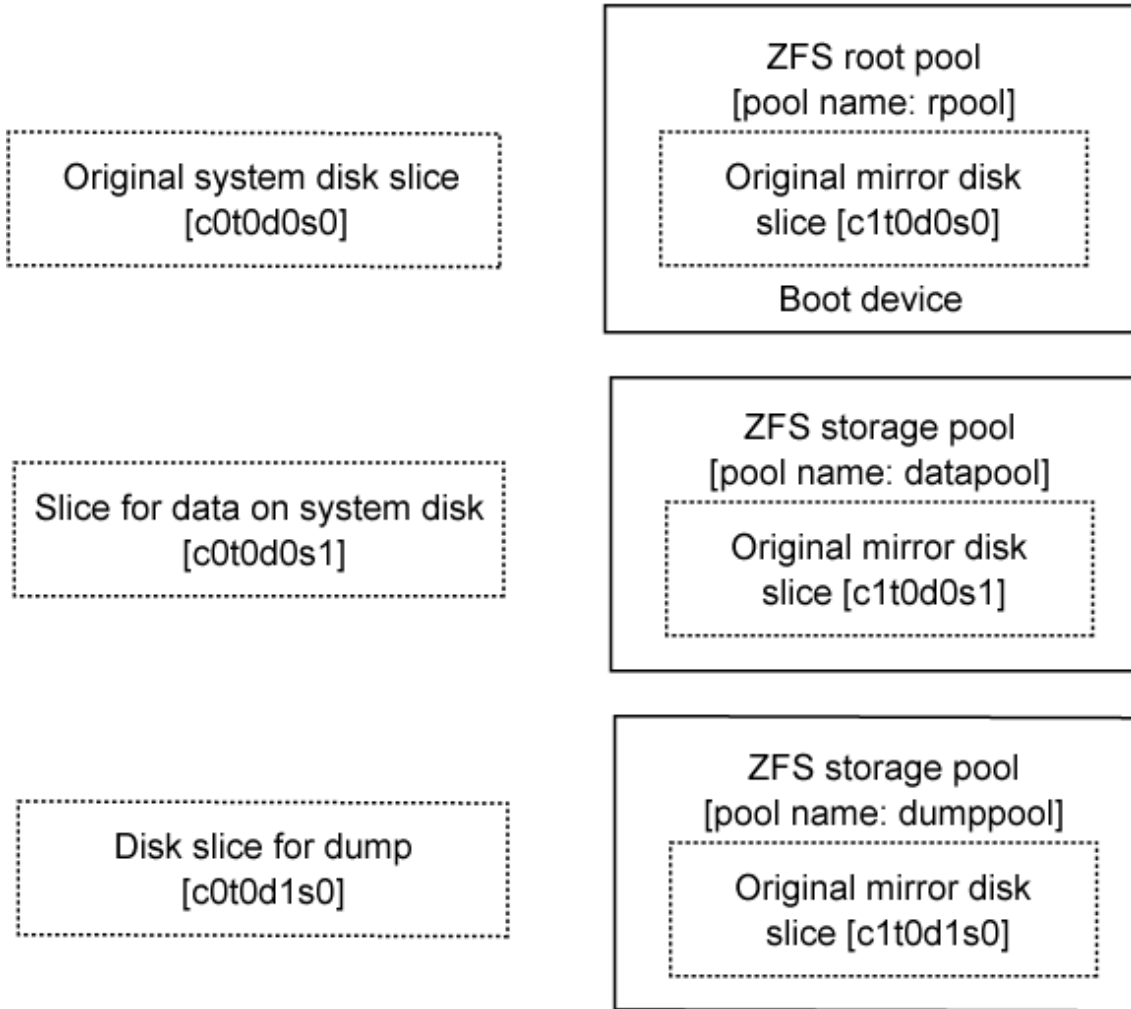 Original system disk slice
[c0t0d0s0]
ZFS root pool
[pool name: rpool]
Original mirror disk
slice [c1t0d0s0]
Boot device
Slice for data on system disk
[c0t0d0s1]
ZFS storage pool
[pool name: datapool]
Original mirror disk
slice [c1t0d0s1]
Disk slice for dump
[c0t0d1s0]
ZFS storage pool
[pool name: dumppool]
Original mirror disk
slice [c1t0d1s0]